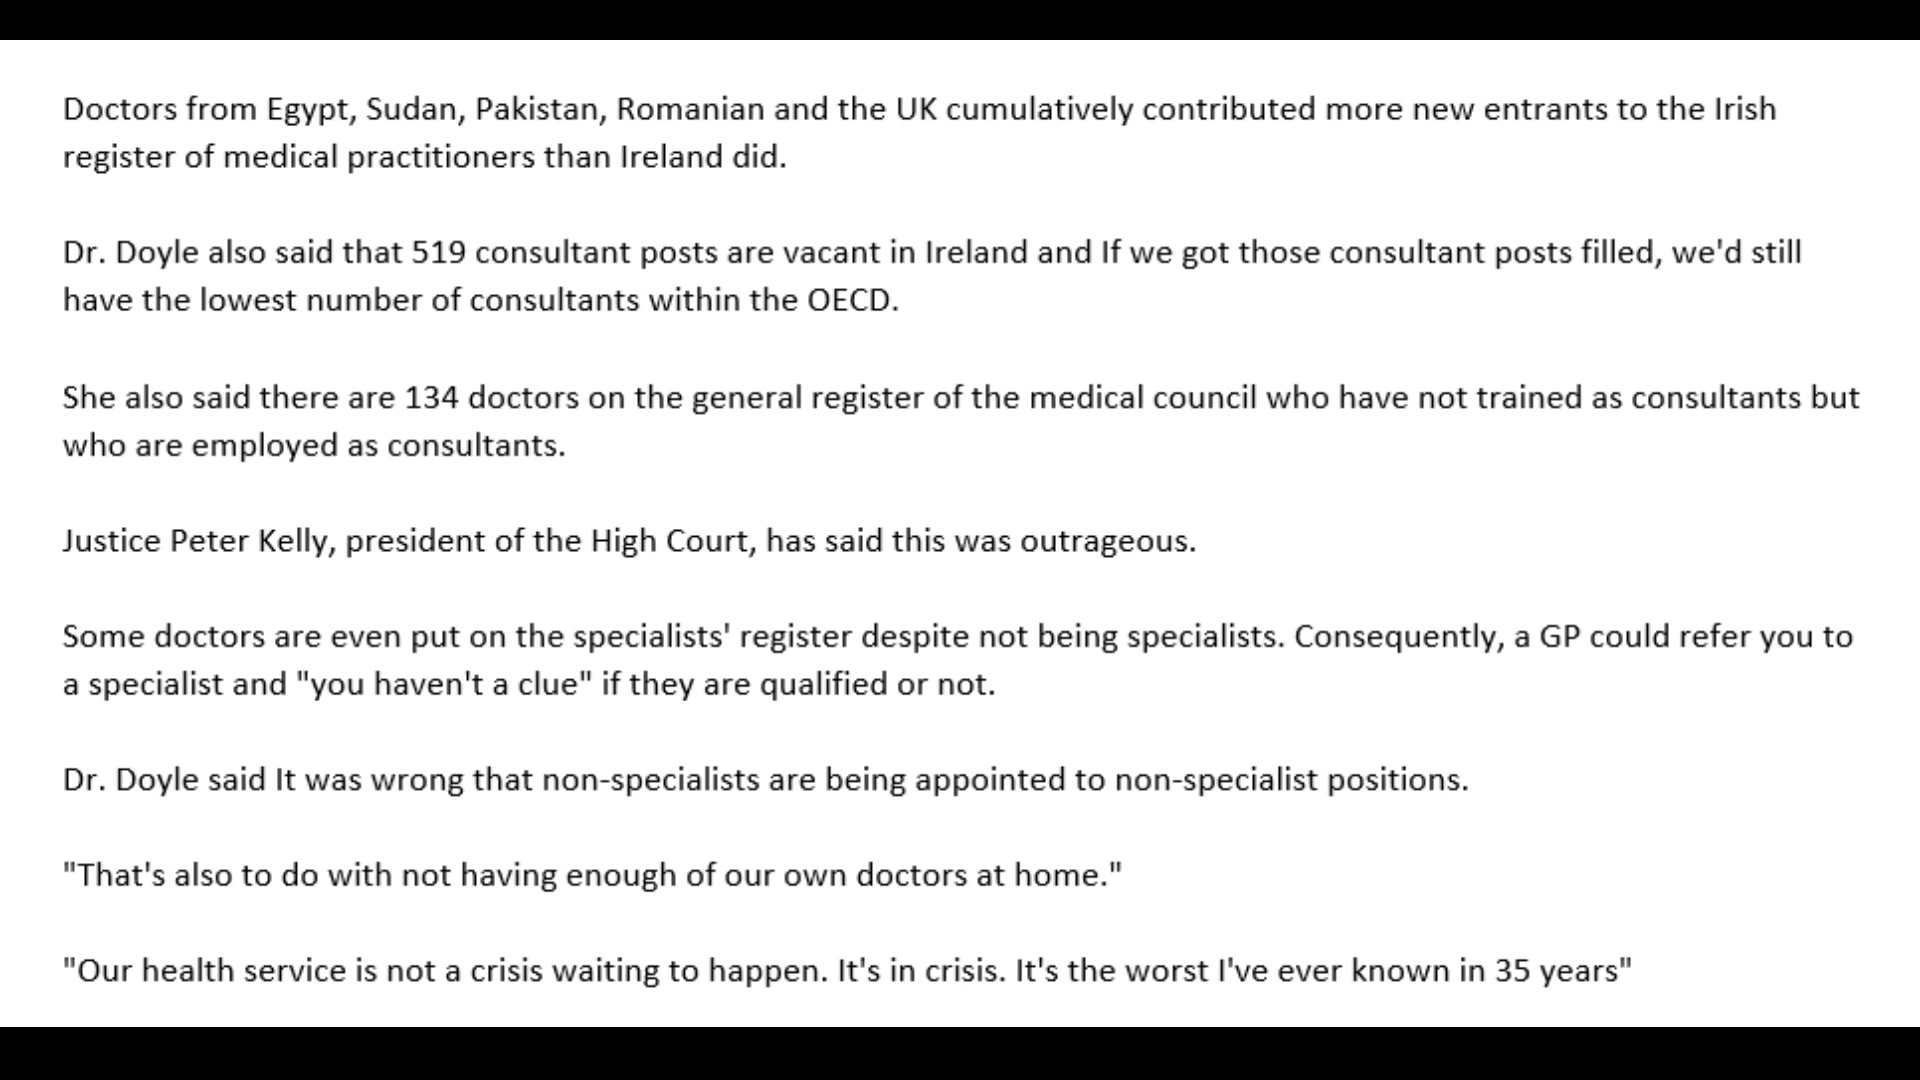 Doctors from Egypt, Sudan, Pakistan, Romanian and the UK cumulatively contributed more new entrants to the Irish
register of medical practitioners than Ireland did.
Dr. Doyle also said that 519 consultant posts are vacant in Ireland and If we got those consultant posts filled, we'd still
have the lowest number of consultants within the OECD.
She also said there are 134 doctors on the general register of the medical council who have not trained as consultants but
who are employed as consultants.
Justice Peter Kelly, president of the High Court, has said this was outrageous.
Some doctors are even put on the specialists' register despite not being specialists. Consequently, a GP could refer you to
a specialist and "you haven't a clue" if they are qualified or not.
Dr. Doyle said It was wrong that non-specialists are being appointed to non-specialist positions.
"That's also to do with not having enough of our own doctors at home."
"Our health service is not a crisis waiting to happen. It's in crisis. It's the worst I've ever known in 35 years"